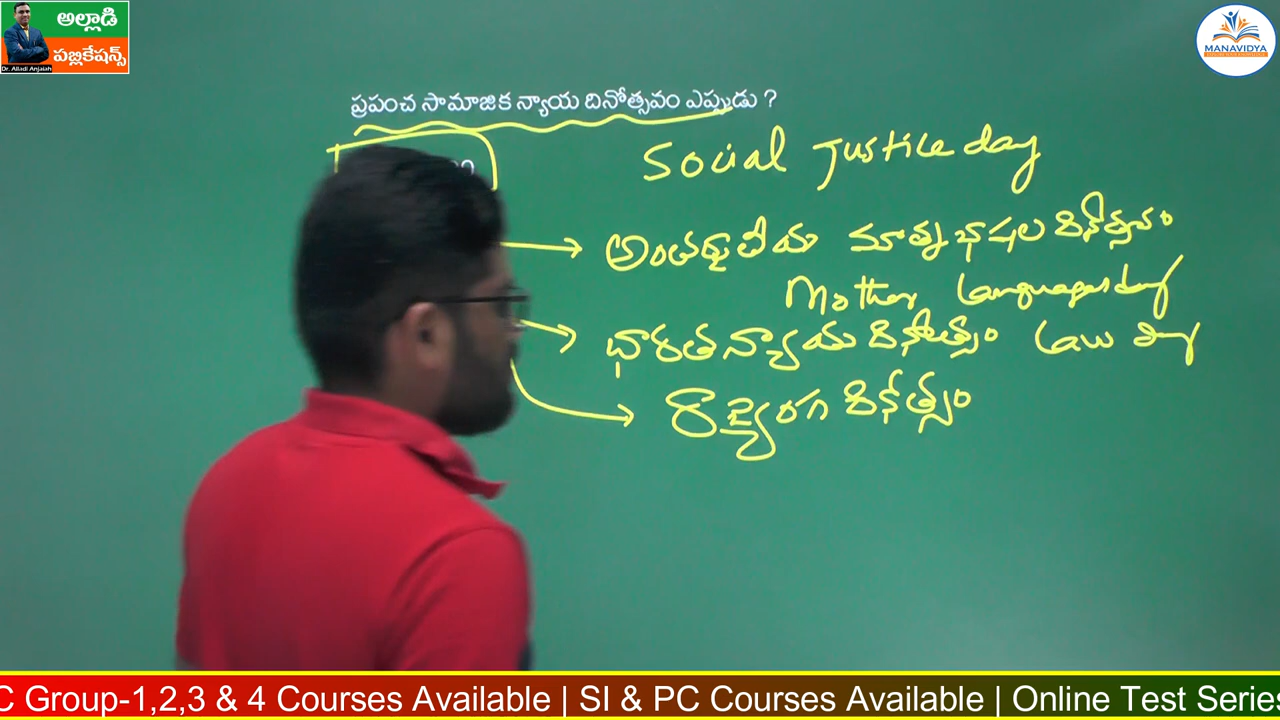 అల్లాడి
పబ్లికేషన్స్
Dr. Alladi Anjaiah
MANAVIDYA
ప్రపంచ సామాజిక న్యాయ దినోత్సవం ఎప్పుడు ?
Social Justice day
అంతర్జాతీయ మాతృభాషల దినోత్సవం
Mother Languages day
భారత న్యాయ దినోత్సవం Law day
రాజ్యాంగ దినోత్సవం
C Group-1,2,3 & 4 Courses Available | SI & PC Courses Available | Online Test Series